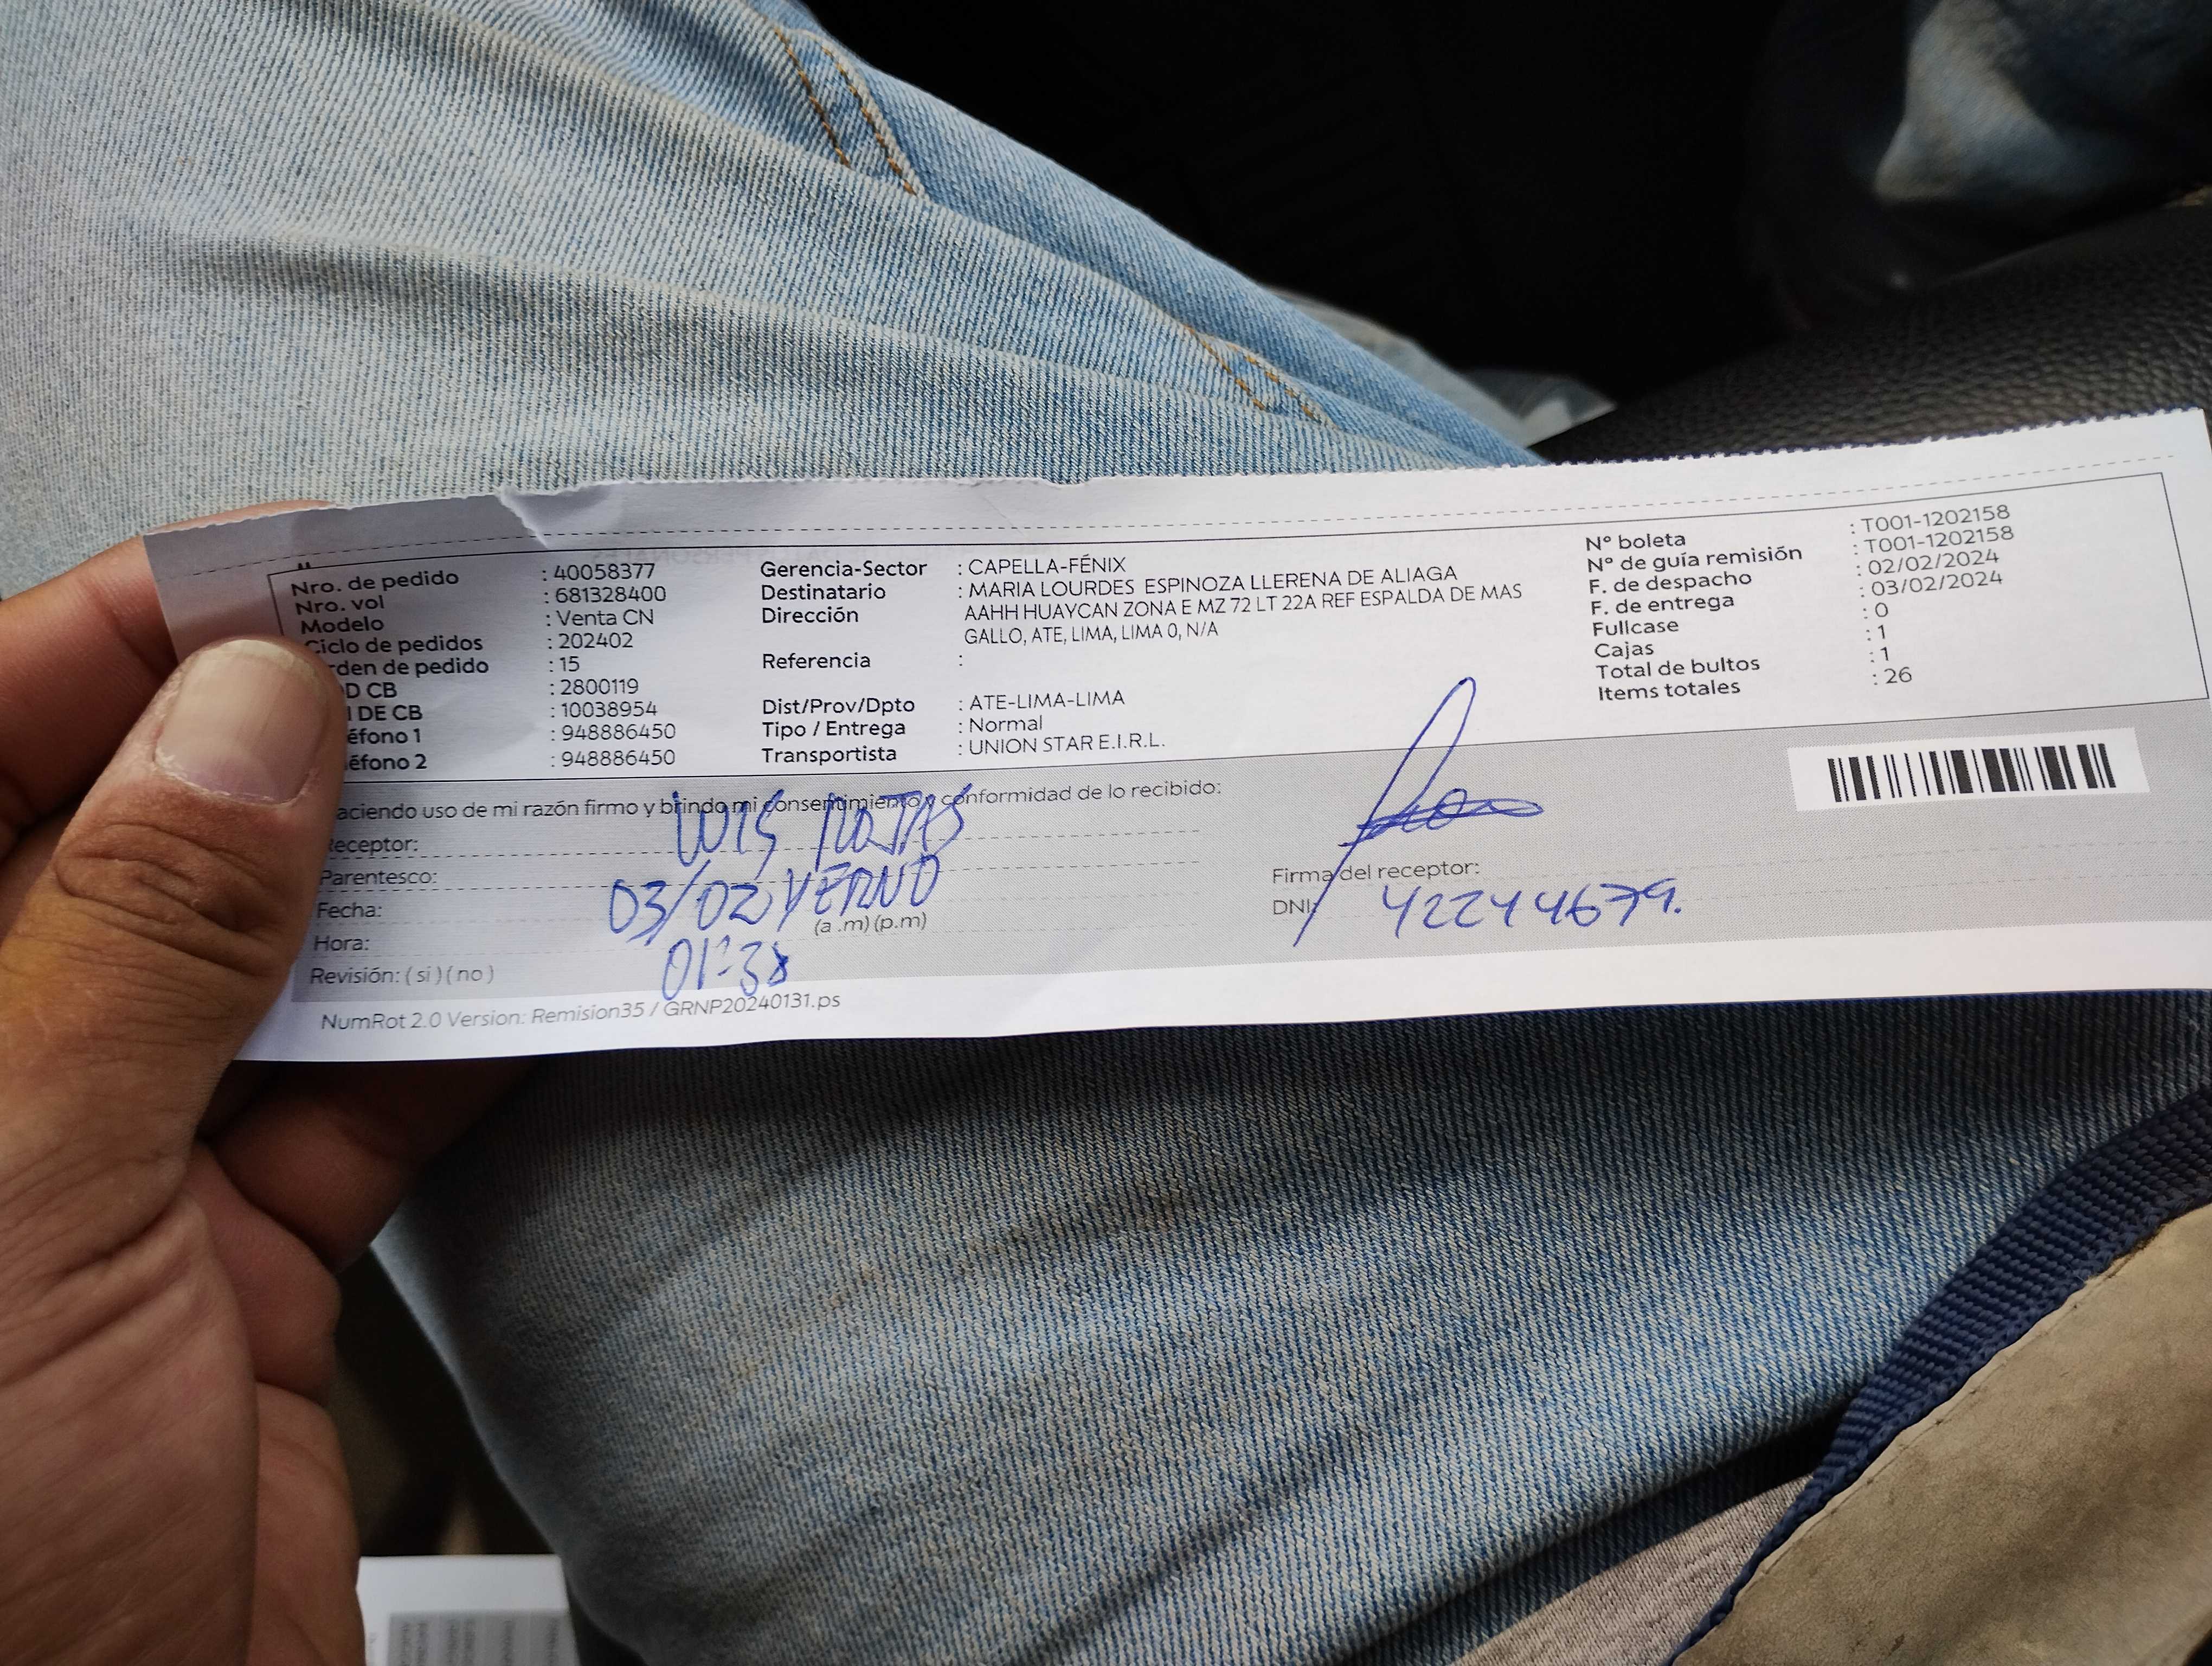 Nro. de pedido : 40058377
Nro. vol : 681328400
Modelo : Venta CN
Ciclo de pedidos : 202402
rden de pedido : 15
D CB : 2800119
I DE CB : 10038954
éfono 1 : 948886450
éfono 2 : 948886450
Gerencia-Sector : CAPELLA-FÉNIX
Destinatario : MARIA LOURDES ESPINOZA LLERENA DE ALIAGA
Dirección AAHH HUAYCAN ZONA E MZ 72 LT 22A REF ESPALDA DE MAS
GALLO, ATE, LIMA, LIMA 0, N/A
Referencia :
Dist/Prov/Dpto : ATE-LIMA-LIMA
Tipo / Entrega : Normal
Transportista : UNION STAR E.I.R.L.
N° boleta : T001-1202158
N° de guía remisión : T001-1202158
F. de despacho : 02/02/2024
F. de entrega : 03/02/2024
Fullcase : 0
Cajas : 1
Total de bultos : 1
Items totales : 26
aciendo uso de mi razón firmo y brindo mi consentimiento y conformidad de lo recibido:
Receptor: LUIS ROJAS
Parentesco: YERNO
Fecha: 03/02
Hora: 01:38 (a .m) (p.m)
Revisión: ( si ) ( no )
Firma del receptor:
DNI: 42244679.
NumRot 2.0 Version: Remision35 / GRNP20240131.ps